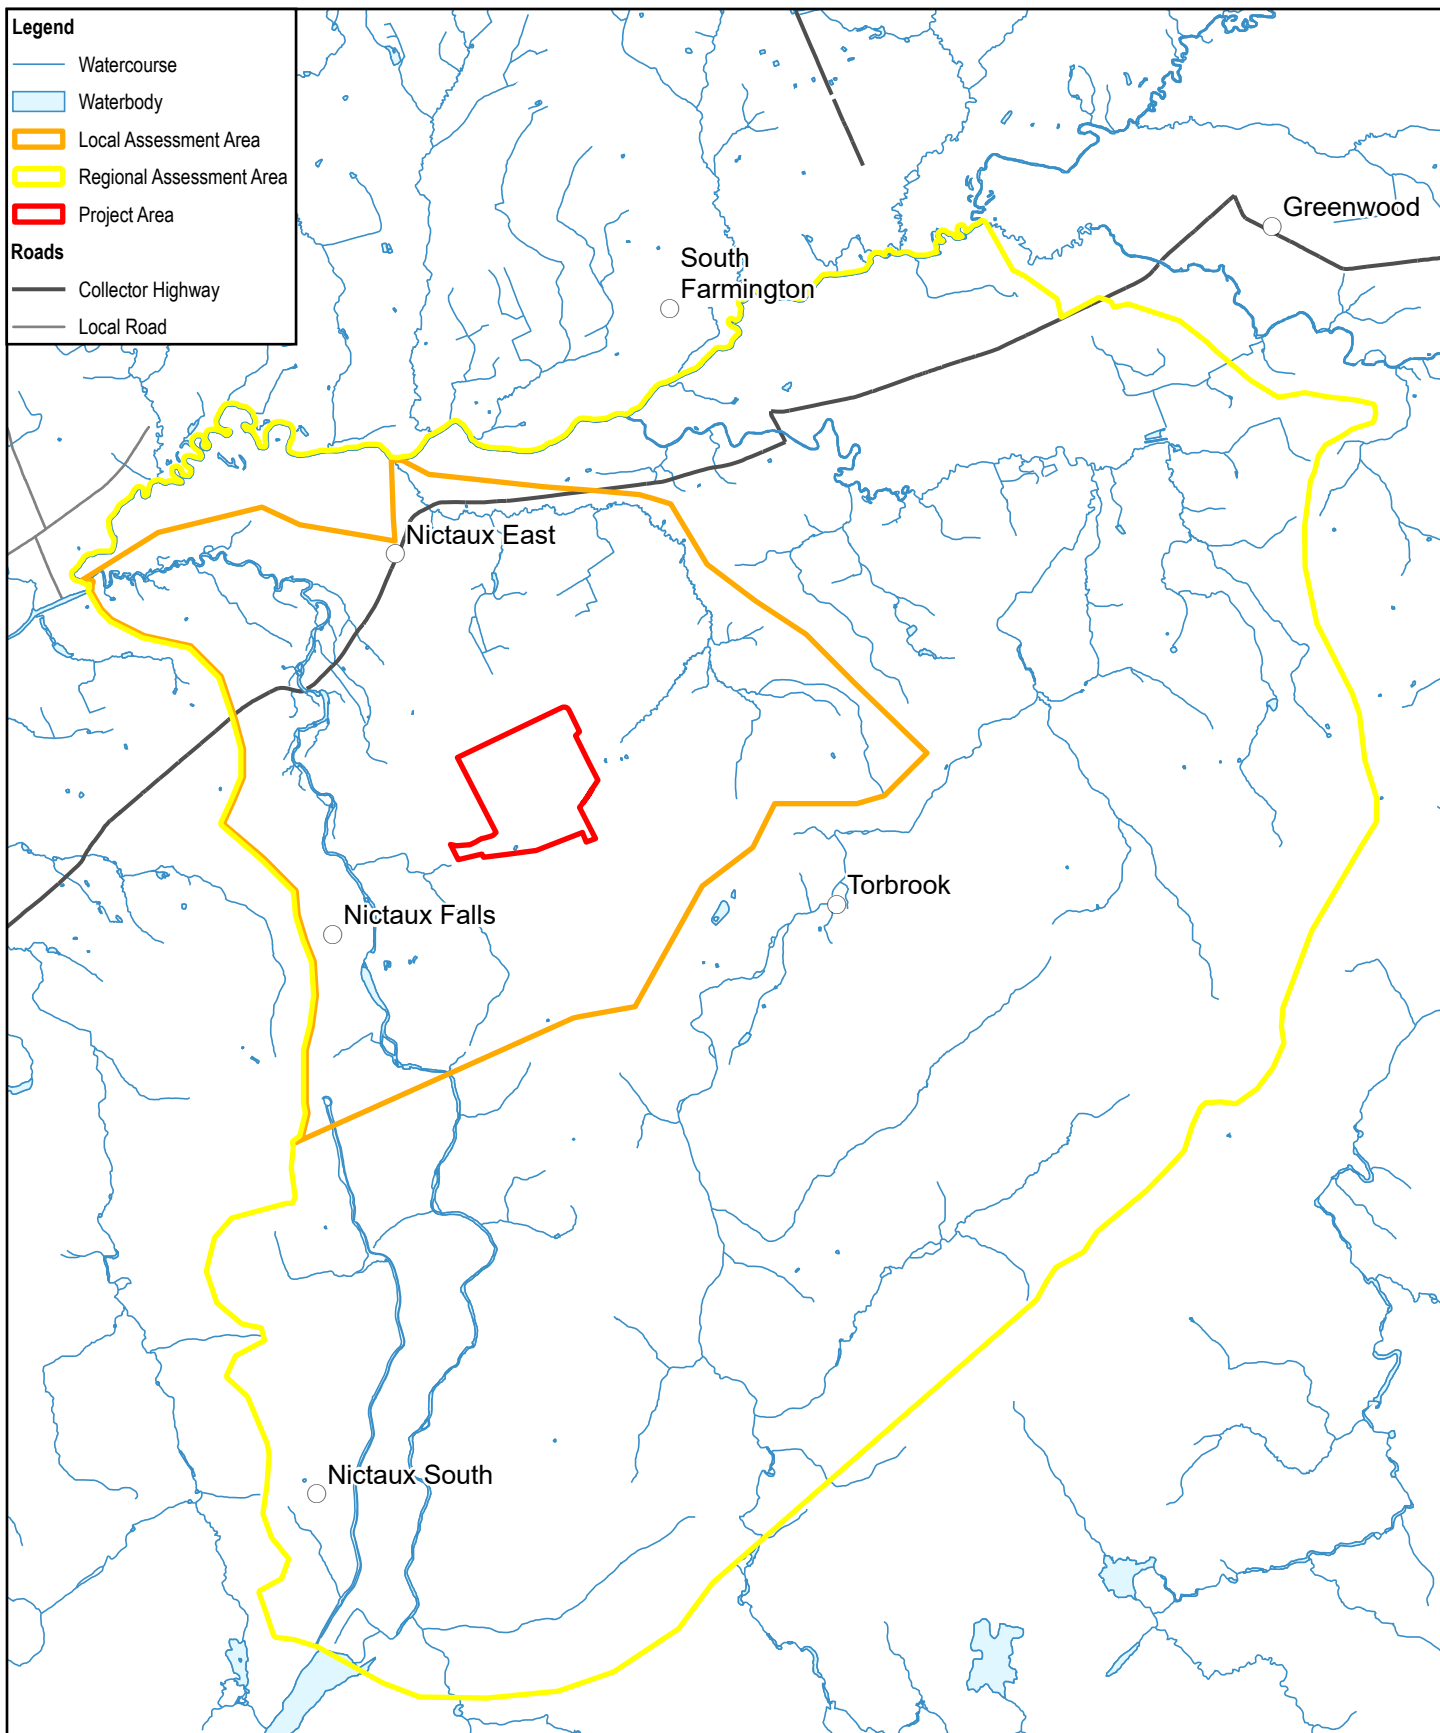 Legend
Watercourse
Waterbody
Local Assessment Area
Regional Assessment Area
Project Area
Roads
Collector Highway
Local Road
Greenwood
South
Farmington
Nictaux East
Torbrook
Nictaux Falls
Nictaux South